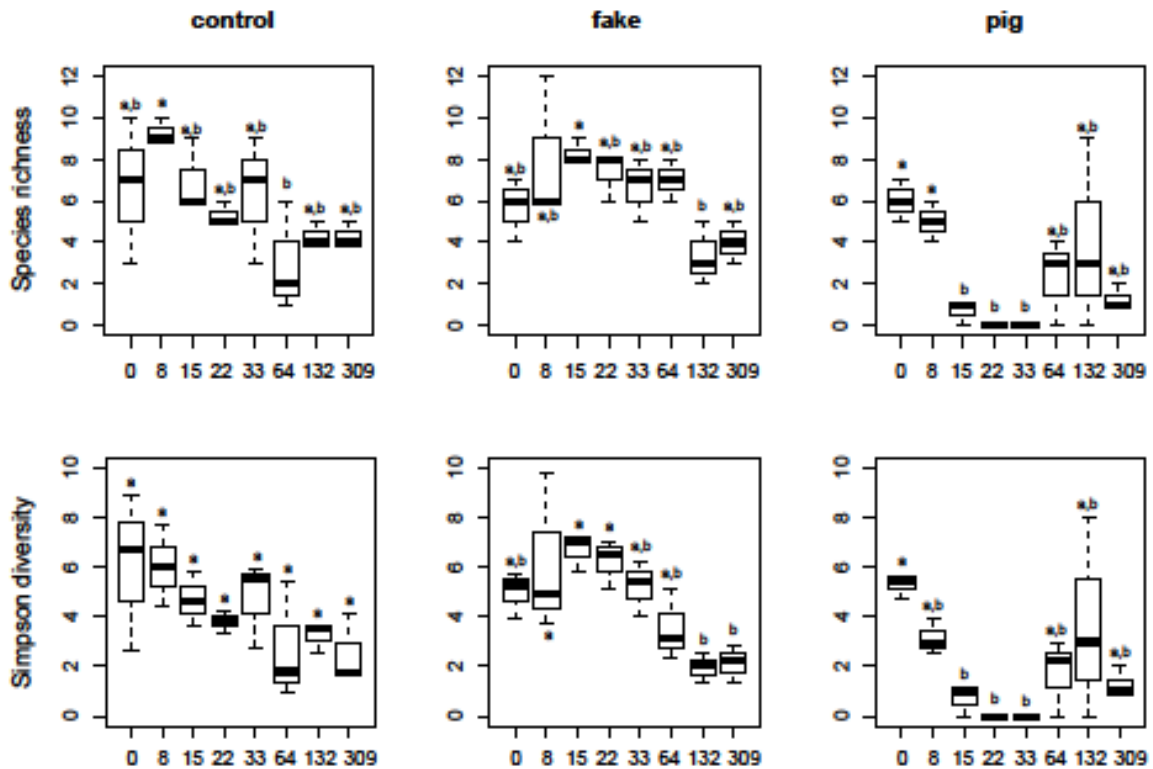 control fake pig
Species richness
12 12 12
10 10 10
8 8 8
6 6 6
4 4 4
2 2 2
0 0 0
a,b a a,b a,b a,b b a,b a,b
a,b a,b a a,b a,b a,b b a,b
a a b b b a,b a,b a,b
0 8 15 22 33 64 132 309
0 8 15 22 33 64 132 309
0 8 15 22 33 64 132 309
Simpson diversity
10 10 10
8 8 8
6 6 6
4 4 4
2 2 2
0 0 0
a a a a a a a a
a,b a a a a,b a,b b b
a a,b b b b a,b a,b a,b
0 8 15 22 33 64 132 309
0 8 15 22 33 64 132 309
0 8 15 22 33 64 132 309